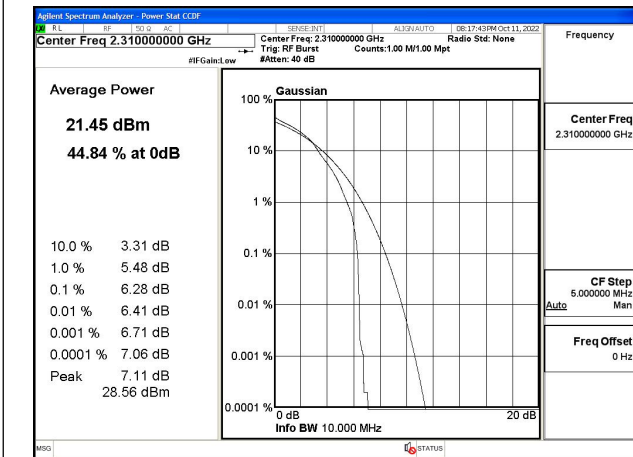 Agilent Spectrum Analyzer - Power Stat CCDF
RL RF 50 Ω AC SENSE:INT ALIGNAUTO 08:17:43PM Oct 11, 2022
Center Freq 2.310000000 GHz
Center Freq: 2.310000000 GHz Radio Std: None
Trig: RF Burst Counts:1.00 M/1.00 Mpt
#IFGain:Low #Atten: 40 dB
Frequency
Average Power
21.45 dBm
44.84 % at 0dB
10.0 % 3.31 dB
1.0 % 5.48 dB
0.1 % 6.28 dB
0.01 % 6.41 dB
0.001 % 6.71 dB
0.0001 % 7.06 dB
Peak 7.11 dB
28.56 dBm
Gaussian
100 %
10 %
1 %
0.1 %
0.01 %
0.001 %
0.0001 %
0 dB 20 dB
Info BW 10.000 MHz
Center Freq
2.310000000 GHz
CF Step
5.000000 MHz
Auto Man
Freq Offset
0 Hz
MSG STATUS